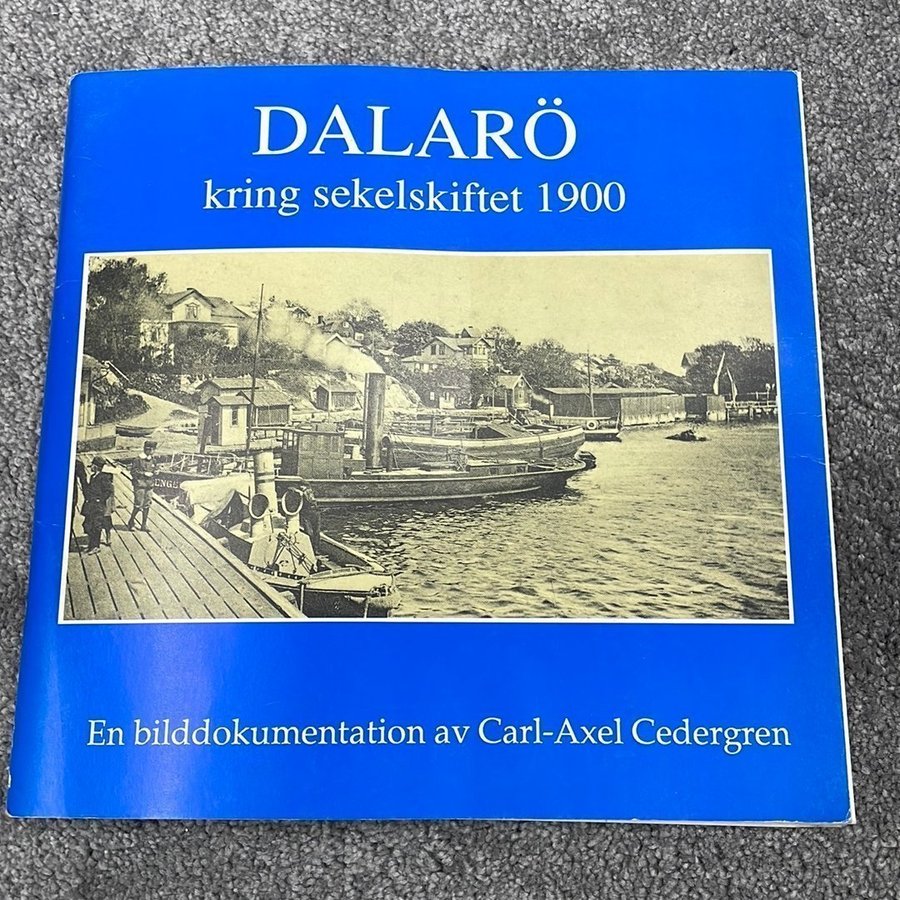 DALARÖ
kring sekelskiftet 1900
En bilddokumentation av Carl-Axel Cedergren